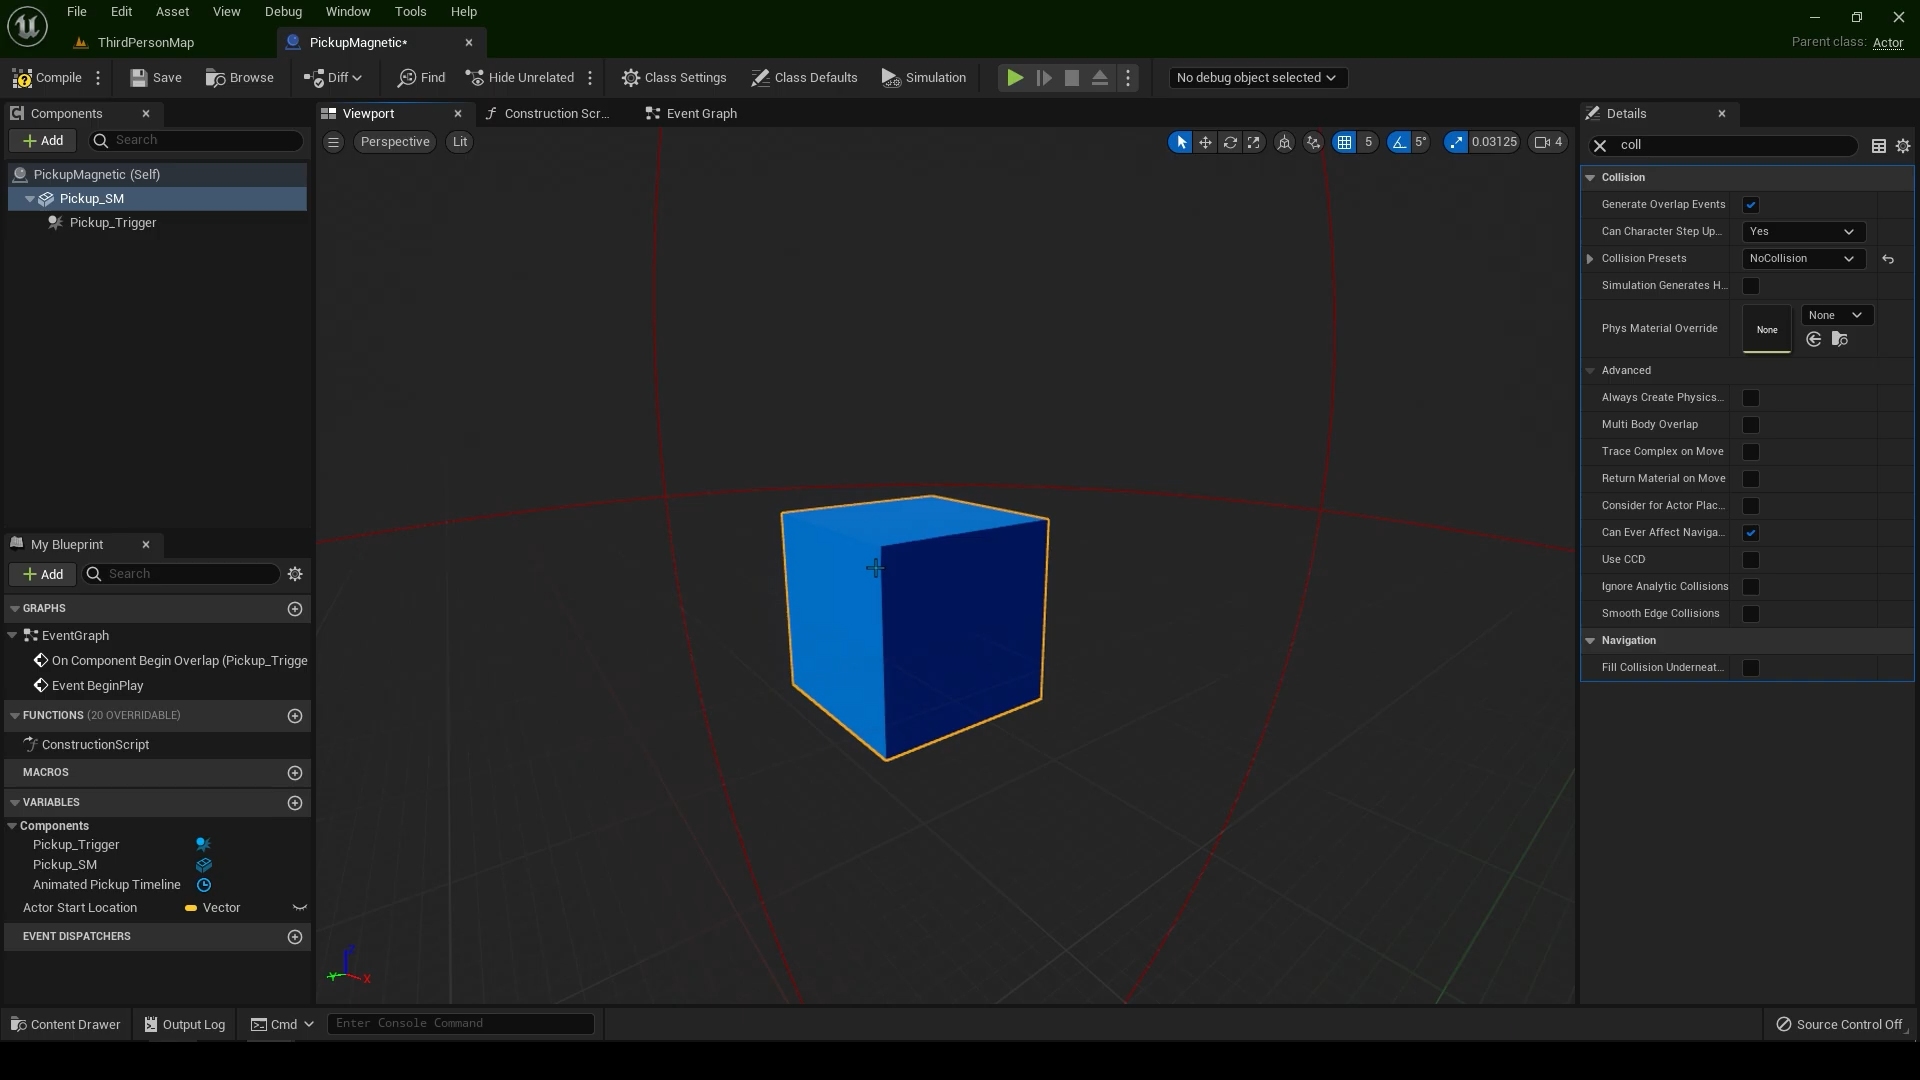 File Edit Asset View Debug Window Tools Help
ThirdPersonMap
PickupMagnetic*
Parent class: Actor
Compile
Save
Browse
Diff
Find
Hide Unrelated
Class Settings
Class Defaults
Simulation
No debug object selected
Components
Add
Search
PickupMagnetic (Self)
Pickup_SM
Pickup_Trigger
My Blueprint
Add
Search
GRAPHS
EventGraph
On Component Begin Overlap (Pickup_Trigge
Event BeginPlay
FUNCTIONS (20 OVERRIDABLE)
ConstructionScript
MACROS
VARIABLES
Components
Pickup_Trigger
Pickup_SM
Animated Pickup Timeline
Actor Start Location Vector
EVENT DISPATCHERS
Viewport
Construction Scr...
Event Graph
Perspective
Lit
5
5°
0.03125
4
Z
Y
X
Details
coll
Collision
Generate Overlap Events
Can Character Step Up... Yes
Collision Presets NoCollision
Simulation Generates H...
Phys Material Override None None
Advanced
Always Create Physics...
Multi Body Overlap
Trace Complex on Move
Return Material on Move
Consider for Actor Plac...
Can Ever Affect Naviga...
Use CCD
Ignore Analytic Collisions
Smooth Edge Collisions
Navigation
Fill Collision Underneat...
Content Drawer
Output Log
Cmd
Enter Console Command
Source Control Off